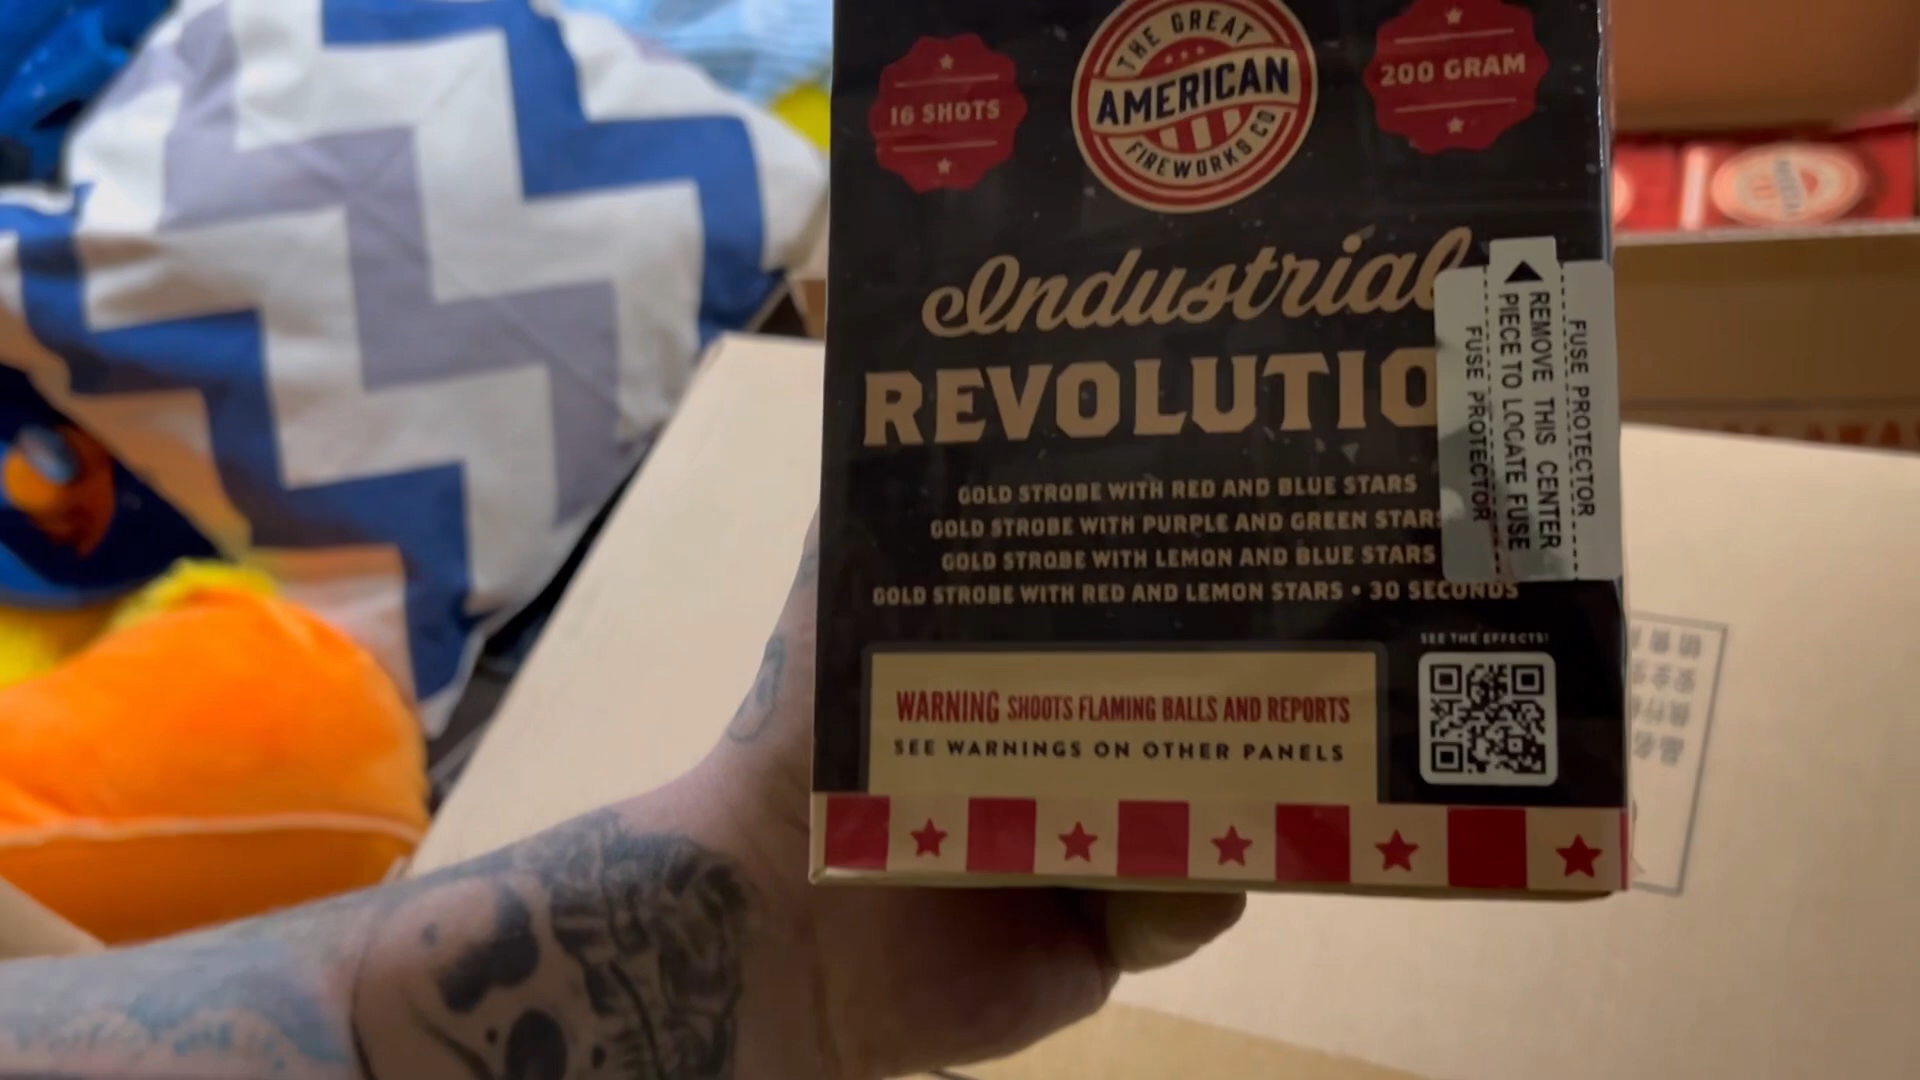 THE GREAT
AMERICAN
FIREWORKS CO
16 SHOTS
200 GRAM
Industrial
REVOLUTIO
GOLD STROBE WITH RED AND BLUE STARS
GOLD STROBE WITH PURPLE AND GREEN STARS
GOLD STROBE WITH LEMON AND BLUE STARS
GOLD STROBE WITH RED AND LEMON STARS • 30 SECONDS
FUSE PROTECTOR
REMOVE THIS CENTER
PIECE TO LOCATE FUSE
FUSE PROTECTOR
SEE THE EFFECTS!
WARNING SHOOTS FLAMING BALLS AND REPORTS
SEE WARNINGS ON OTHER PANELS